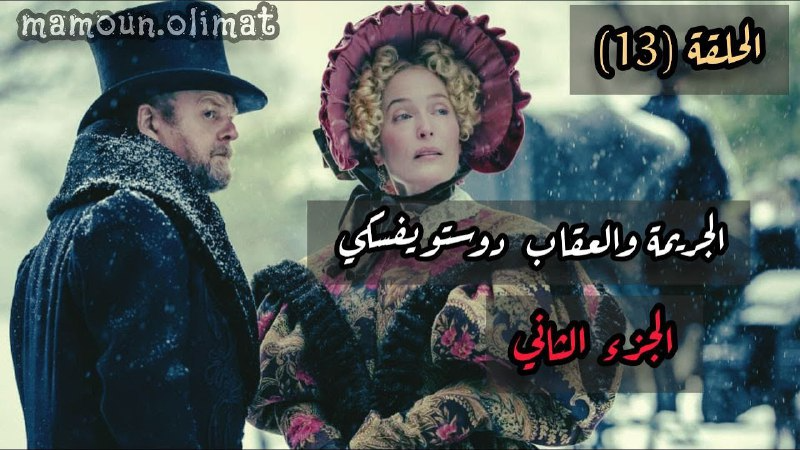 mamoun.olimat
الحلقة (13)
الجريمة والعقاب دوستويفسكي
الجزء الثاني